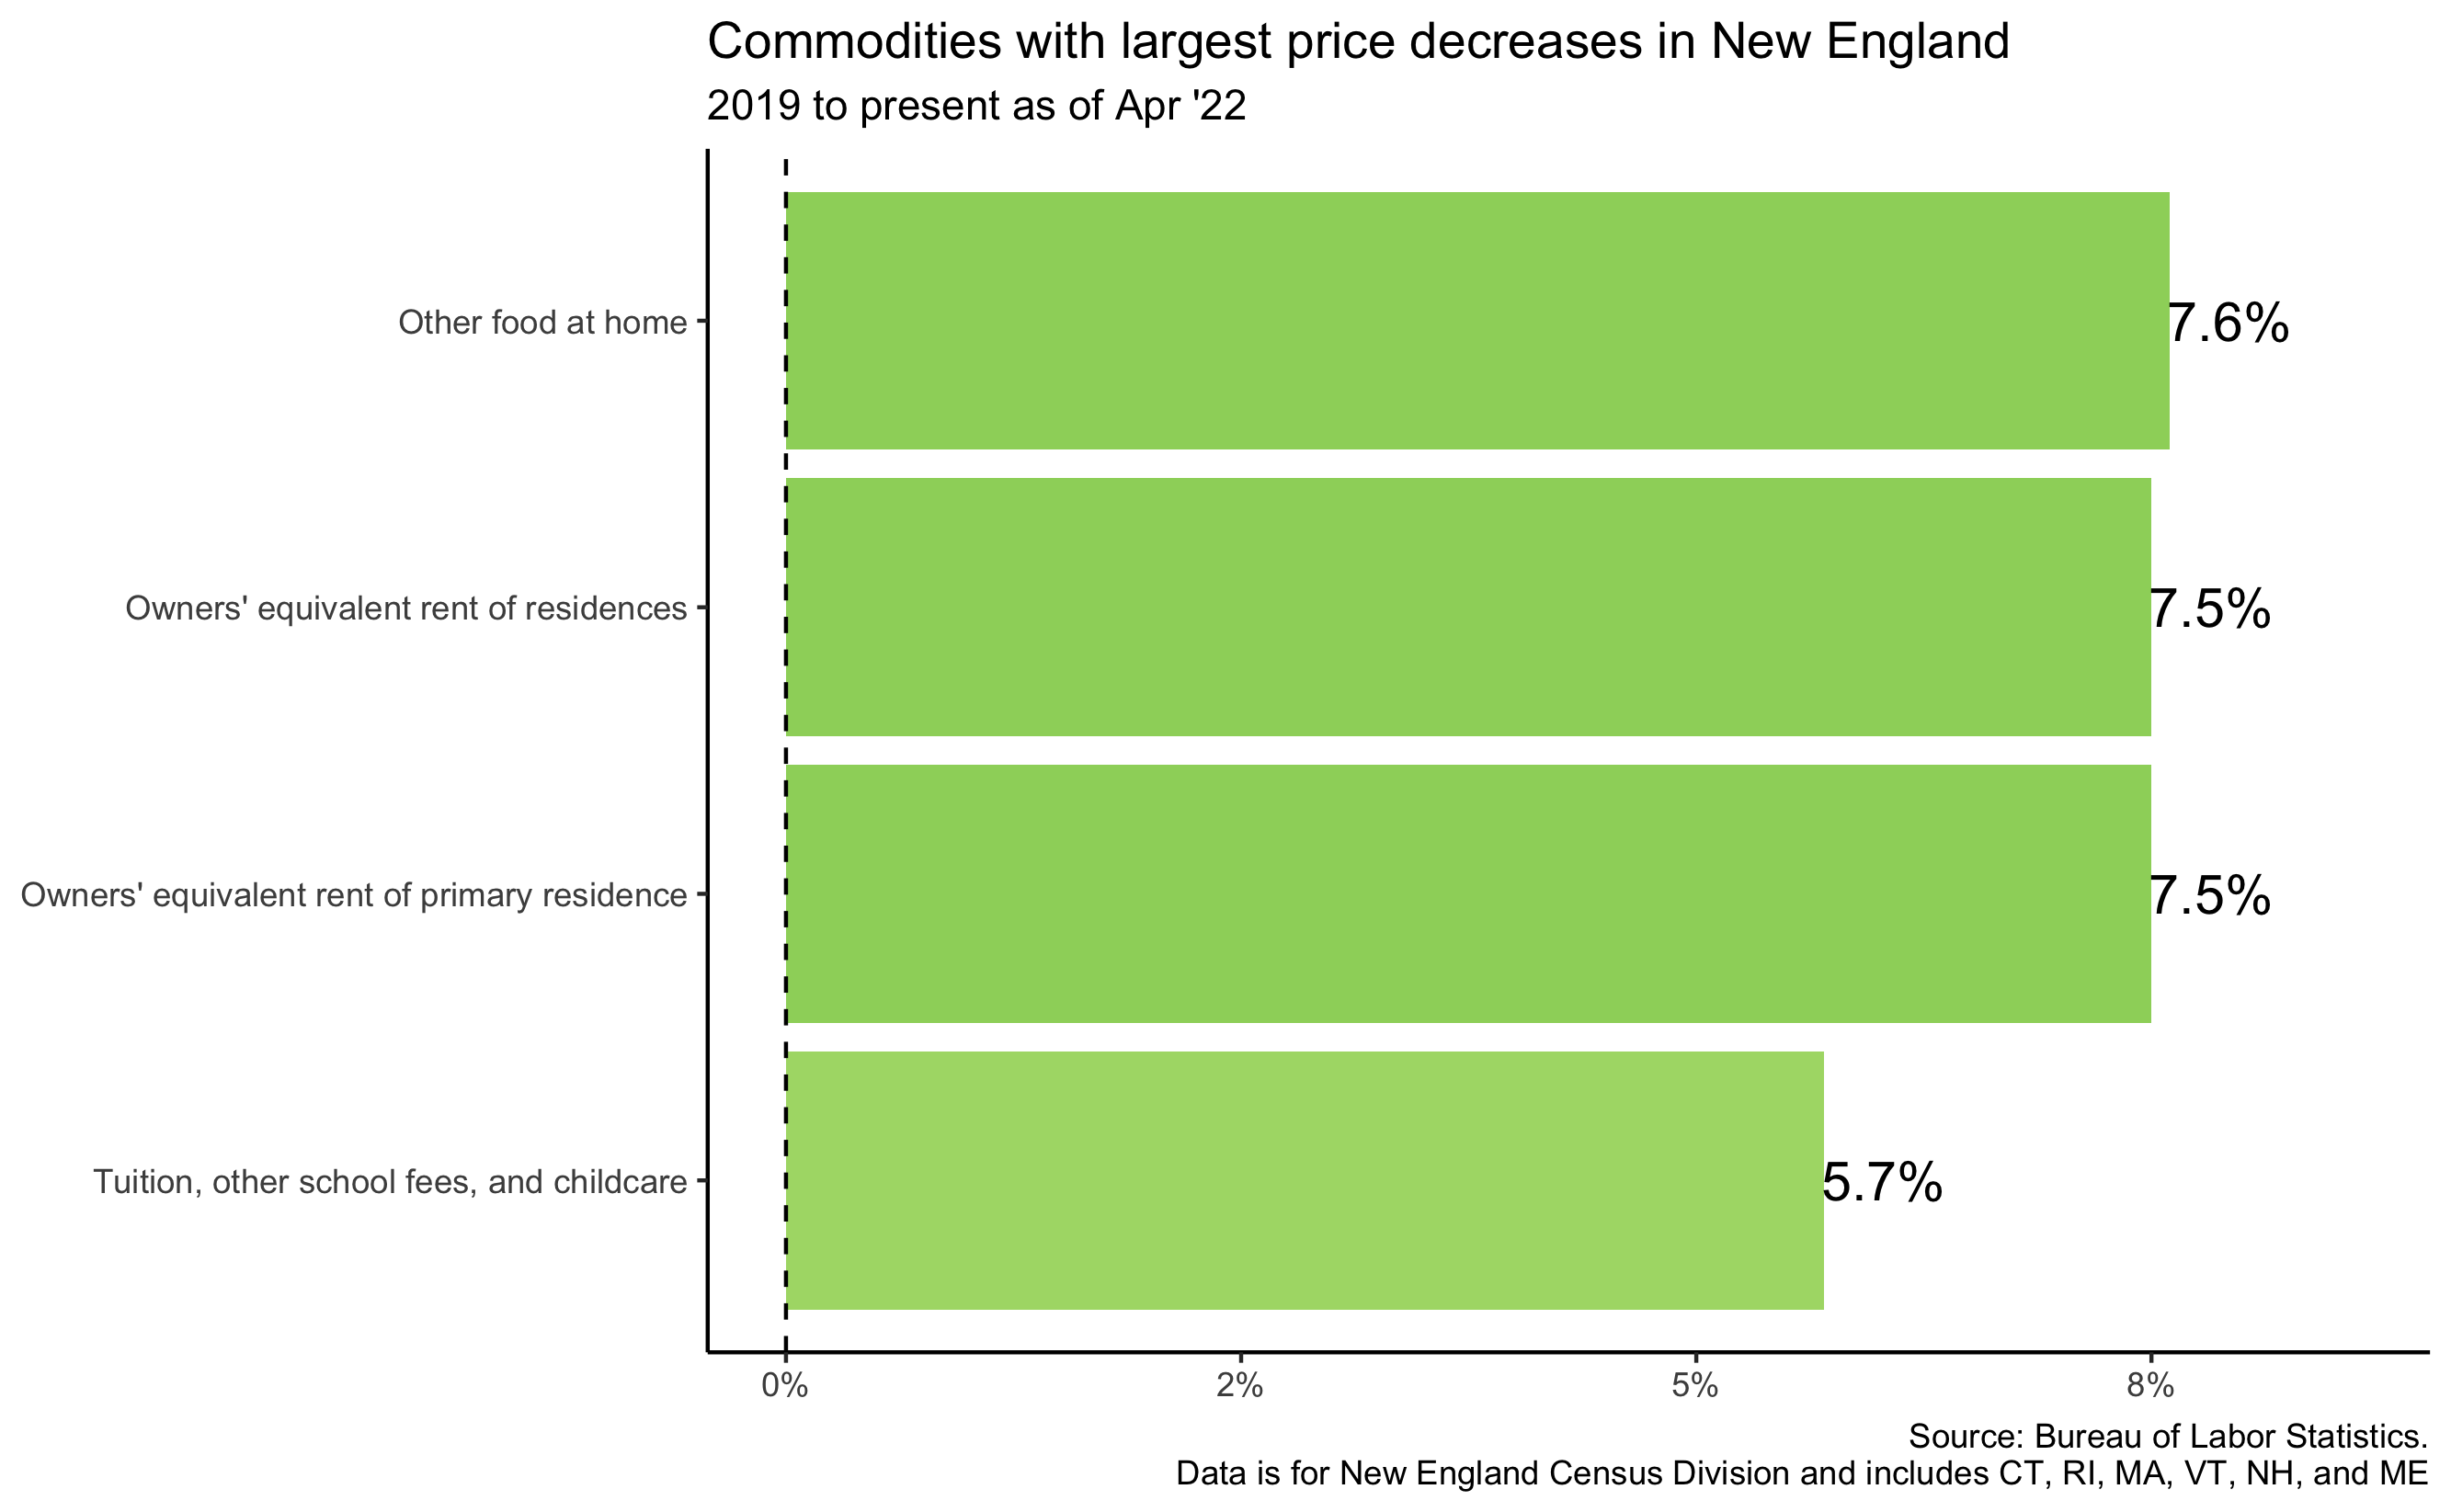 Commodities with largest price decreases in New England
2019 to present as of Apr '22
Other food at home
7.6%
Owners' equivalent rent of residences
7.5%
Owners' equivalent rent of primary residence
7.5%
Tuition, other school fees, and childcare
5.7%
0% 2% 5% 8%
Source: Bureau of Labor Statistics.
Data is for New England Census Division and includes CT, RI, MA, VT, NH, and ME